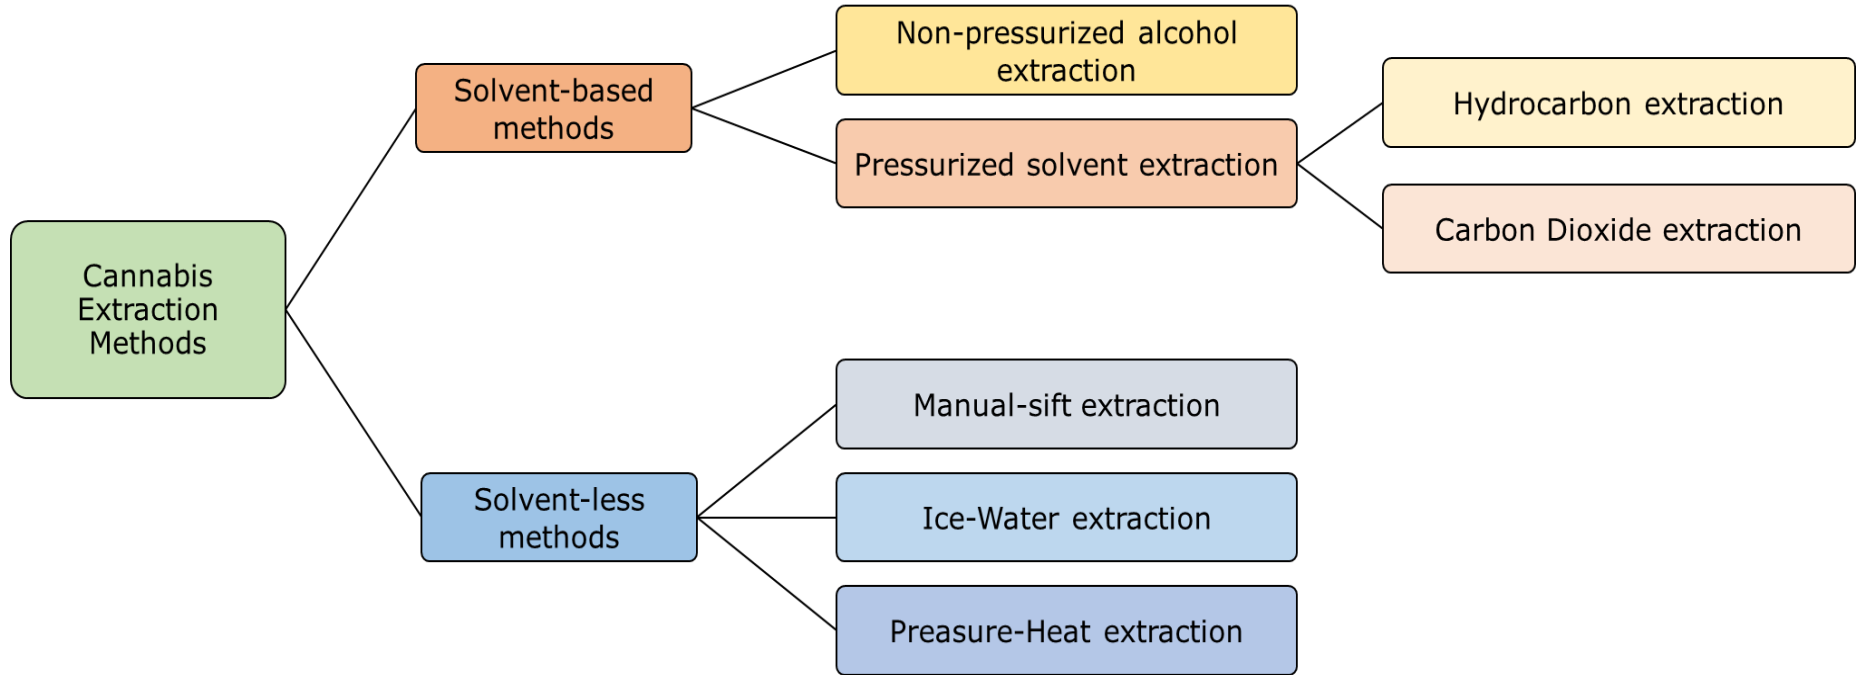 Cannabis
Extraction
Methods
Solvent-based
methods
Non-pressurized alcohol
extraction
Pressurized solvent extraction
Hydrocarbon extraction
Carbon Dioxide extraction
Solvent-less
methods
Manual-sift extraction
Ice-Water extraction
Preasure-Heat extraction